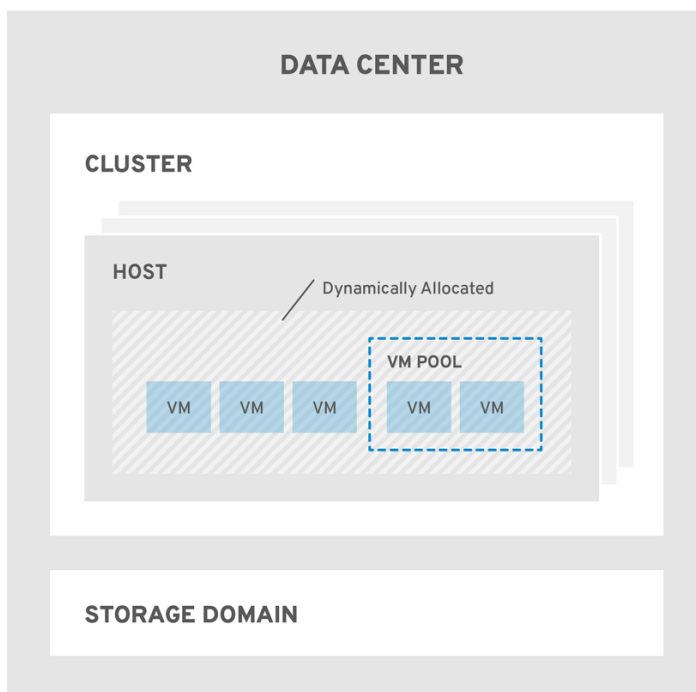 DATA CENTER
CLUSTER
HOST
Dynamically Allocated
VM POOL
VM VM VM VM VM
STORAGE DOMAIN